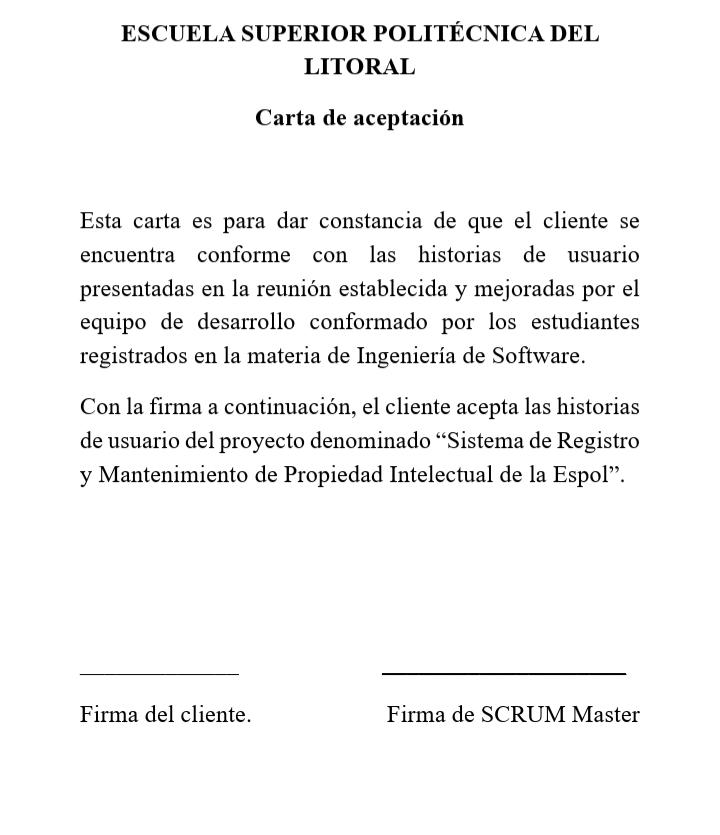 ESCUELA SUPERIOR POLITÉCNICA DEL
LITORAL
Carta de aceptación
Esta carta es para dar constancia de que el cliente se
encuentra conforme con las historias de usuario
presentadas en la reunión establecida y mejoradas por el
equipo de desarrollo conformado por los estudiantes
registrados en la materia de Ingeniería de Software.
Con la firma a continuación, el cliente acepta las historias
de usuario del proyecto denominado “Sistema de Registro
y Mantenimiento de Propiedad Intelectual de la Espol”.
Firma del cliente. Firma de SCRUM Master